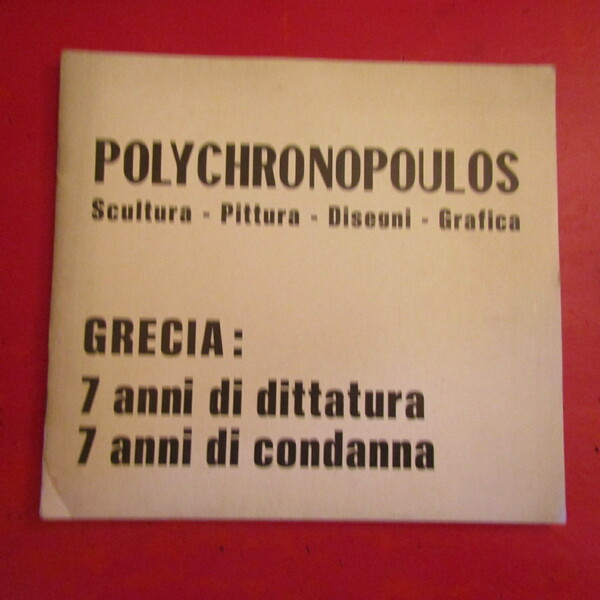 POLYCHRONOPOULOS
Scultura - Pittura - Disegni - Grafica
GRECIA:
7 anni di dittatura
7 anni di condanna